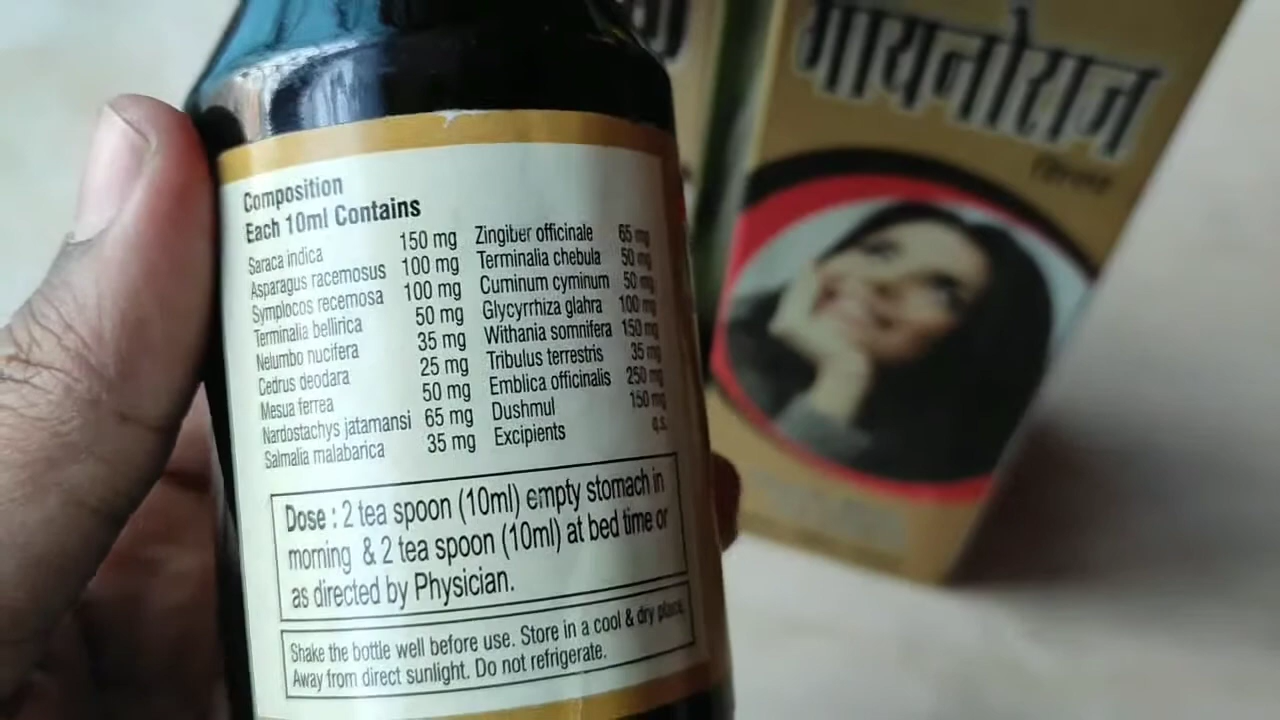 Composition
Each 10ml Contains
Saraca indica 150 mg
Asparagus racemosus 100 mg
Symplocos recemosa 100 mg
Terminalia bellirica 50 mg
Nelumbo nucifera 35 mg
Cedrus deodara 25 mg
Mesua ferrea 50 mg
Nardostachys jatamansi 65 mg
Salmalia malabarica 35 mg
Zingiber officinale 65 mg
Terminalia chebula 50 mg
Cuminum cyminum 50 mg
Glycyrrhiza glahra 100 mg
Withania somnifera 150 mg
Tribulus terrestris 35 mg
Emblica officinalis 250 mg
Dushmul 150 mg
Excipients q.s.
Dose : 2 tea spoon (10ml) empty stomach in
morning & 2 tea spoon (10ml) at bed time or
as directed by Physician.
Shake the bottle well before use. Store in a cool & dry place.
Away from direct sunlight. Do not refrigerate.
गायनोराज